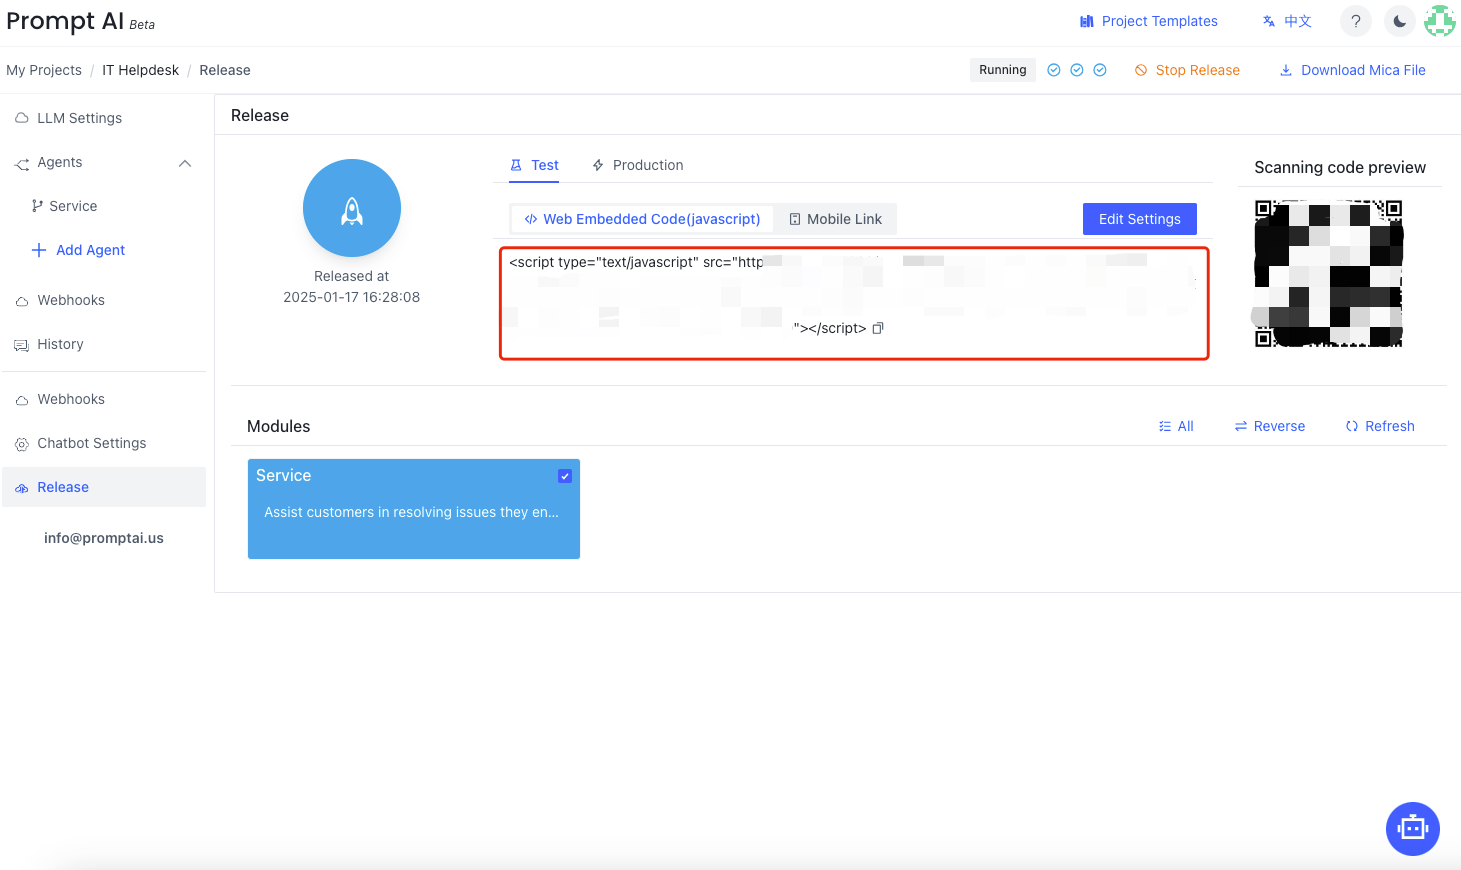 Prompt AI Beta
Project Templates
中文
?
My Projects / IT Helpdesk / Release
Running
Stop Release
Download Mica File
LLM Settings
Agents
Service
Add Agent
Webhooks
History
Webhooks
Chatbot Settings
Release
info@promptai.us
Release
Released at
2025-01-17 16:28:08
Test
Production
Web Embedded Code(javascript)
Mobile Link
Edit Settings
<script type="text/javascript" src="http
"></script>
Scanning code preview
Modules
All
Reverse
Refresh
Service
Assist customers in resolving issues they en...